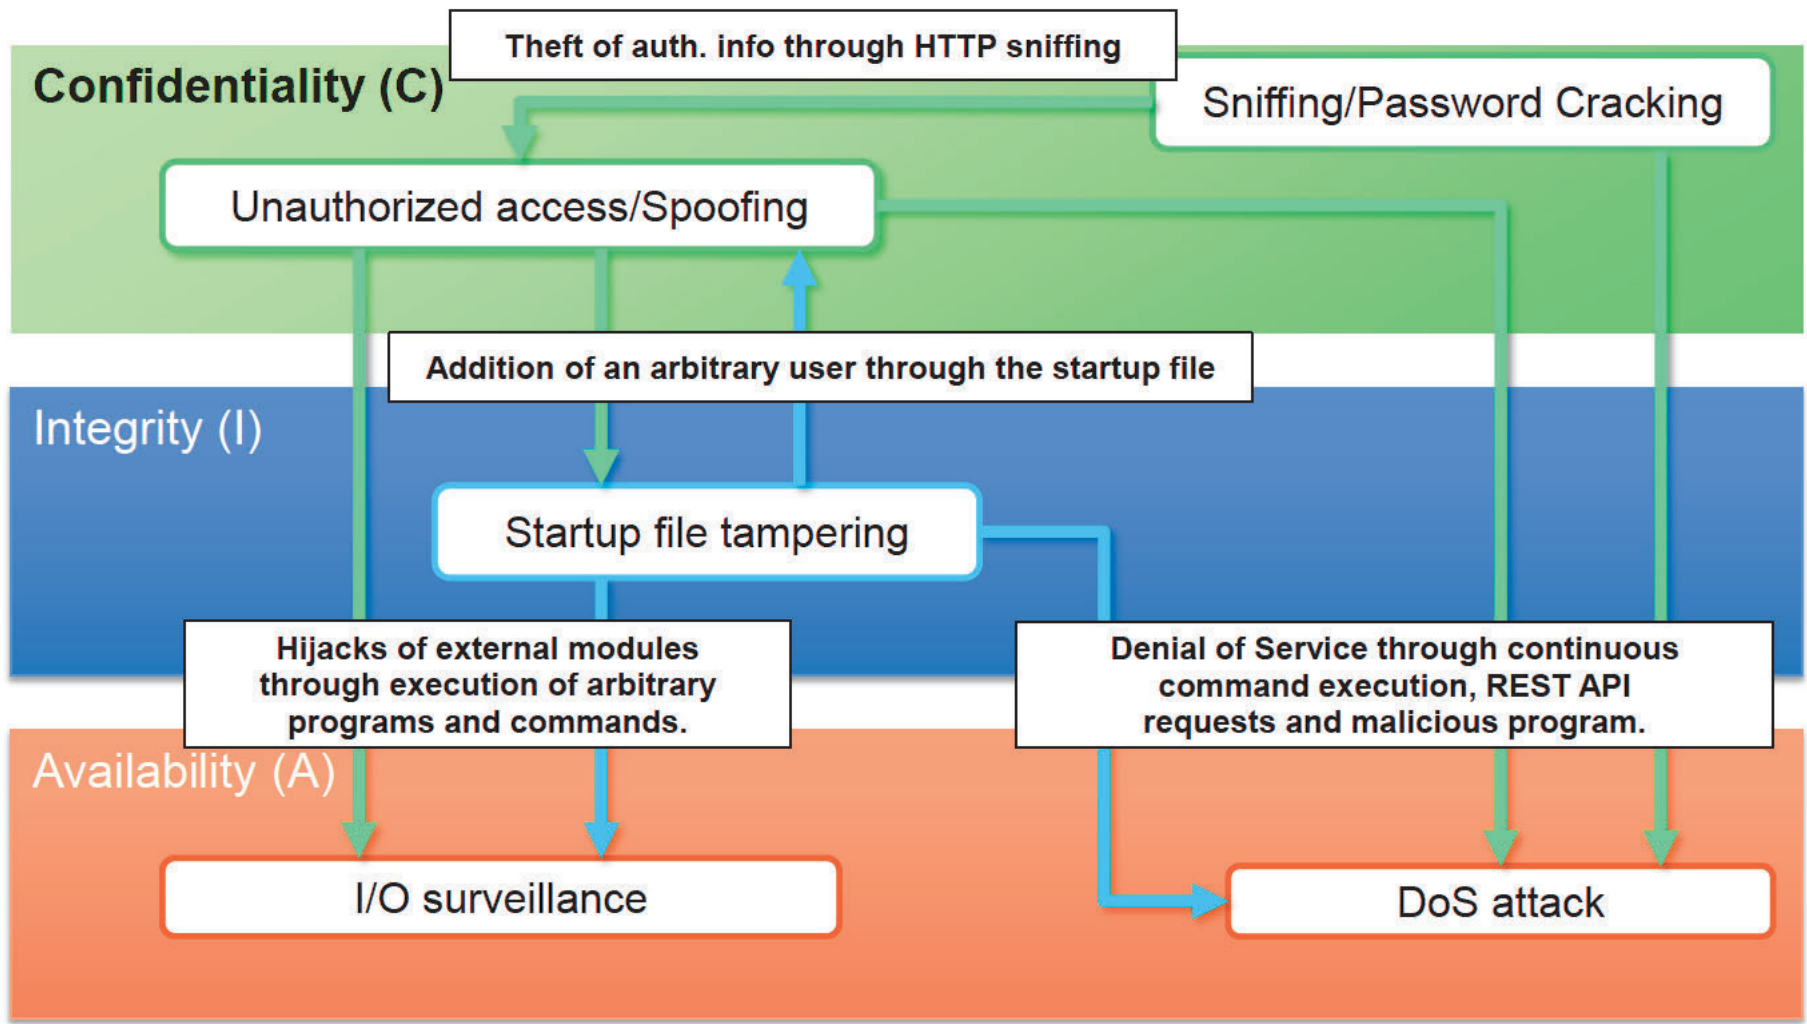 Theft of auth. info through HTTP sniffing
Confidentiality (C)
Sniffing/Password Cracking
Unauthorized access/Spoofing
Addition of an arbitrary user through the startup file
Integrity (I)
Startup file tampering
Hijacks of external modules
through execution of arbitrary
programs and commands.
Denial of Service through continuous
command execution, REST API
requests and malicious program.
Availability (A)
I/O surveillance
DoS attack